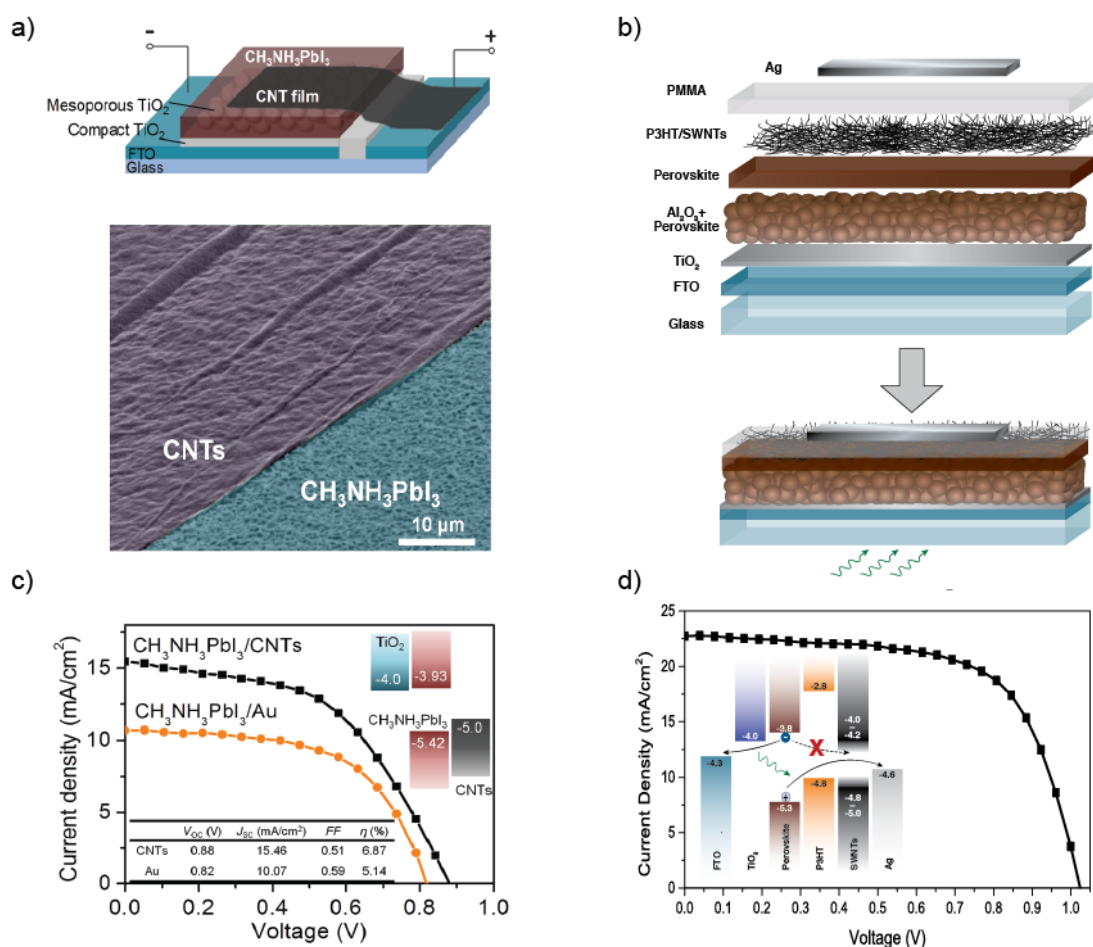 a)
-
+
CH₃NH₃PbI₃
CNT film
Mesoporous TiO₂
Compact TiO₂
FTO
Glass
CNTs
CH₃NH₃PbI₃
10 µm
b)
Ag
PMMA
P3HT/SWNTs
Perovskite
Al₂O₃+
Perovskite
TiO₂
FTO
Glass
c)
Current density (mA/cm²)
15
10
5
0
CH₃NH₃PbI₃/CNTs
CH₃NH₃PbI₃/Au
TiO₂
-4.0
-3.93
CH₃NH₃PbI₃
-5.42
-5.0
CNTs
V_OC (V) J_SC (mA/cm²) FF η (%)
CNTs 0.88 15.46 0.51 6.87
Au 0.82 10.07 0.59 5.14
0.0 0.2 0.4 0.6 0.8 1.0
Voltage (V)
d)
Current Density (mA/cm²)
25
20
15
10
5
0
-2.8
-3.8
-4.0
-4.0
–
-4.2
X
-4.3
-4.6
-4.8
-4.8
–
-5.0
-5.3
-
+
FTO
TiO₂
Perovskite
P3HT
SWNTs
Ag
0.0 0.1 0.2 0.3 0.4 0.5 0.6 0.7 0.8 0.9 1.0
Voltage (V)